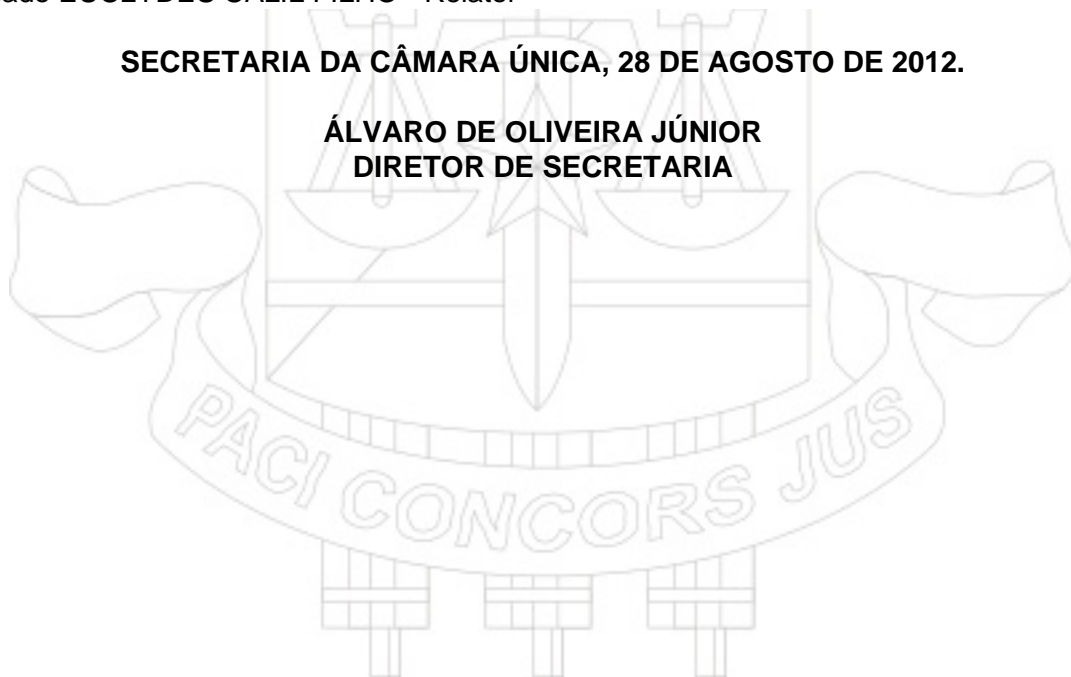 SECRETARIA DA CÂMARA ÚNICA, 28 DE AGOSTO DE 2012.
ÁLVARO DE OLIVEIRA JÚNIOR
DIRETOR DE SECRETARIA
PACI CONCORS JUS